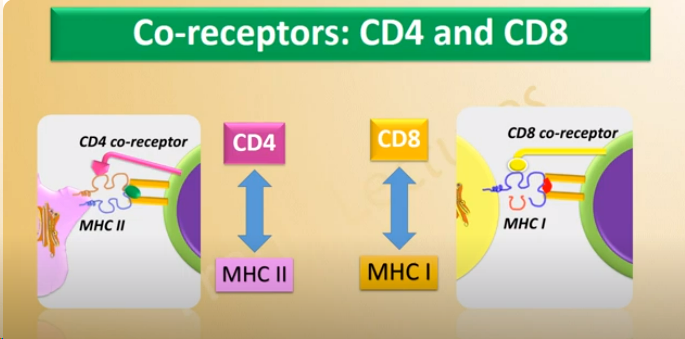 Co-receptors: CD4 and CD8
CD4 co-receptor
MHC II
CD4
MHC II
CD8
MHC I
CD8 co-receptor
MHC I